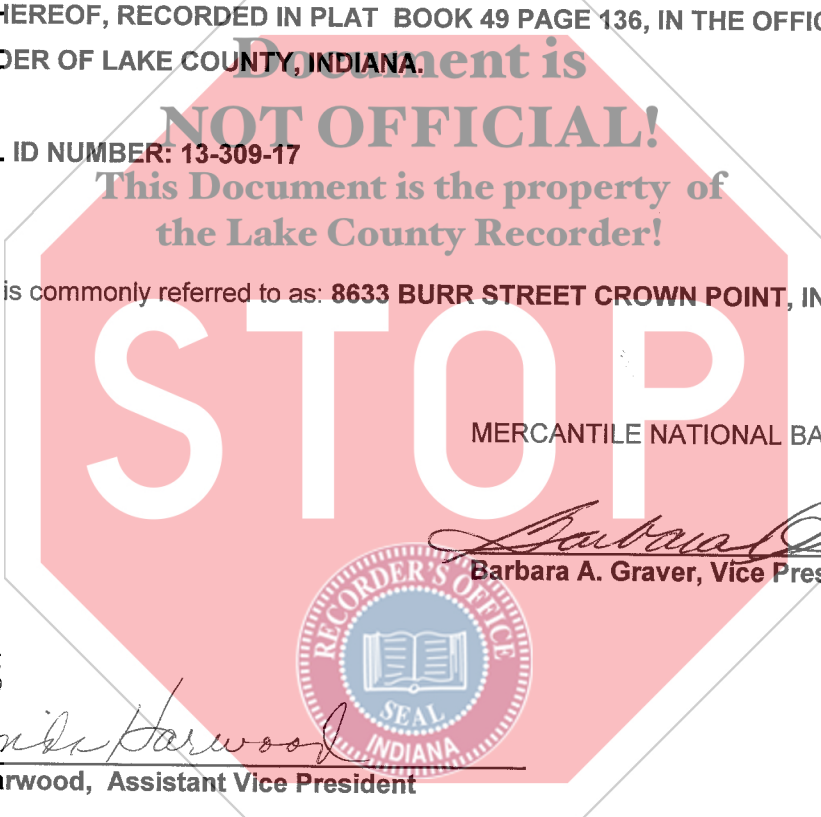 HEREOF, RECORDED IN PLAT BOOK 49 PAGE 136, IN THE OFFIC
DER OF LAKE COUNTY, INDIANA.
Document is
NOT OFFICIAL!
ID NUMBER: 13-309-17
This Document is the property of
the Lake County Recorder!
is commonly referred to as: 8633 BURR STREET CROWN POINT, IN
STOP
MERCANTILE NATIONAL BA
Barbara
Barbara A. Graver, Vice Pres
RECORDER'S OFFICE
SEAL
INDIANA
Harwood
arwood, Assistant Vice President